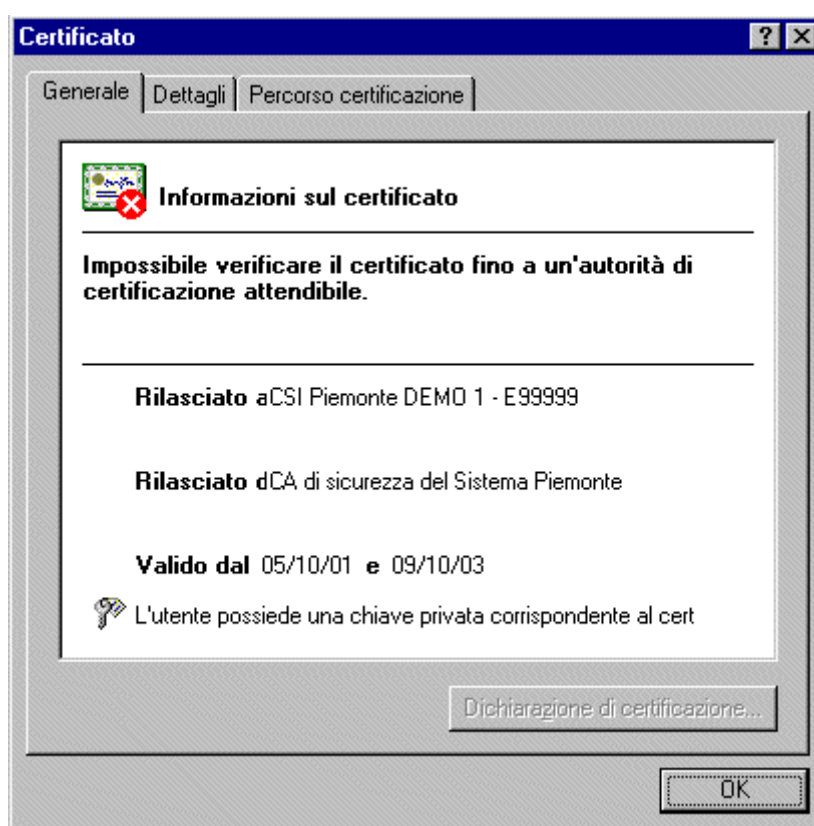 Certificato
Generale Dettagli Percorso certificazione
Informazioni sul certificato
Impossibile verificare il certificato fino a un'autorità di
certificazione attendibile.
Rilasciato aCSI Piemonte DEMO 1 - E99999
Rilasciato dCA di sicurezza del Sistema Piemonte
Valido dal 05/10/01 e 09/10/03
L'utente possiede una chiave privata corrispondente al cert
Dichiarazione di certificazione...
OK